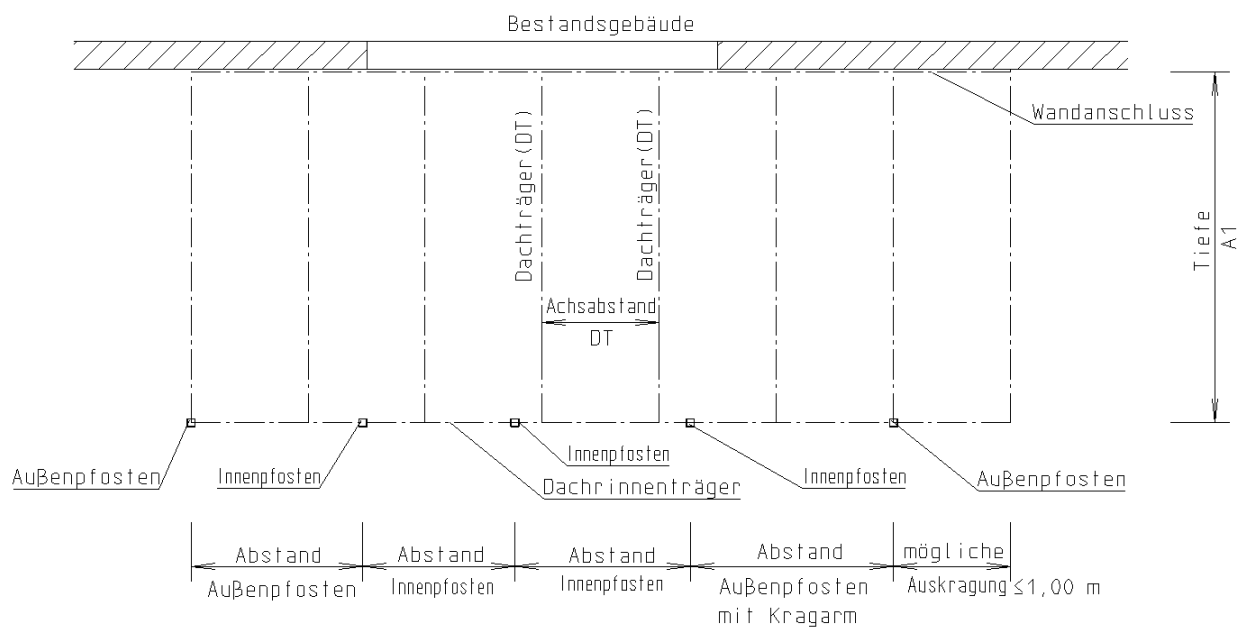 Bestandsgebäude
Wandanschluss
Dachträger(DT)
Dachträger(DT)
Tiefe
A1
Achsabstand
DT
Innenpfosten
Außenpfosten
Innenpfosten
Dachrinnenträger
Innenpfosten
Außenpfosten
Abstand
Außenpfosten
Abstand
Innenpfosten
Abstand
Innenpfosten
Abstand
Außenpfosten
mit Kragarm
mögliche
Auskragung ≤1,00 m